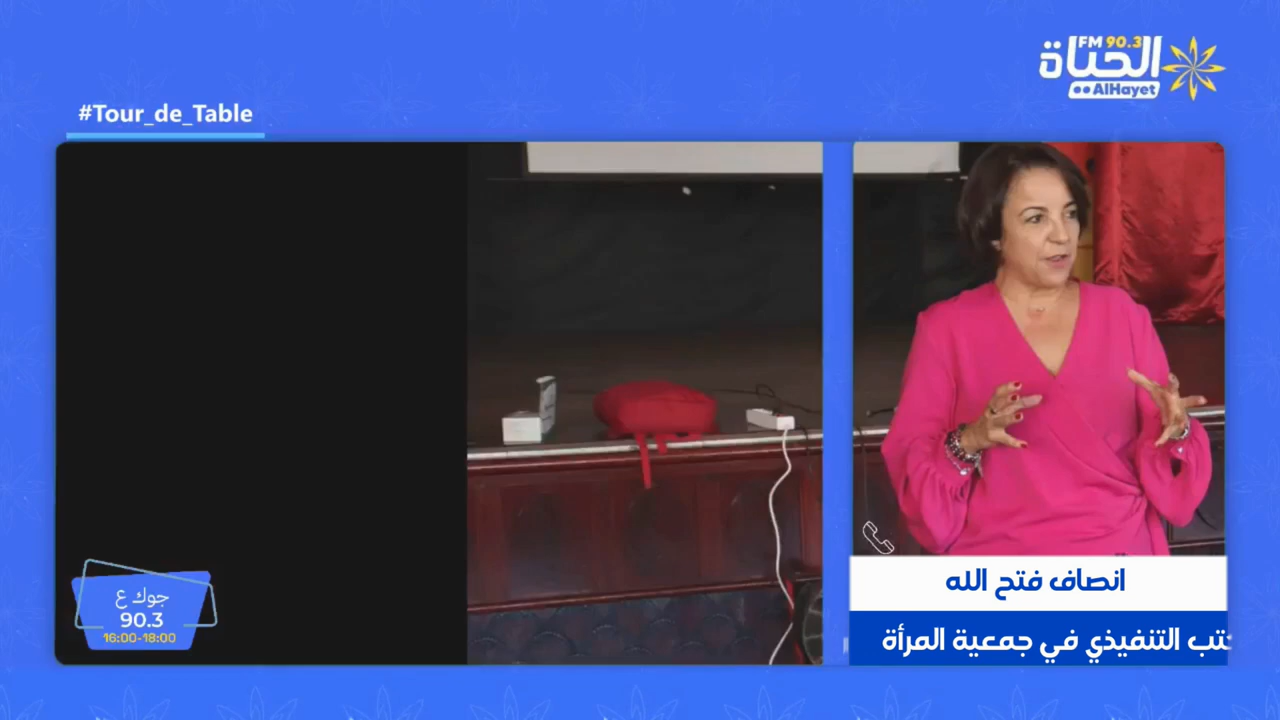 FM 90.3
الحياة
AlHayet
#Tour_de_Table
جوك ع
90.3
16:00-18:00
انصاف فتح الله
التنفيذي في جمعية المرأة